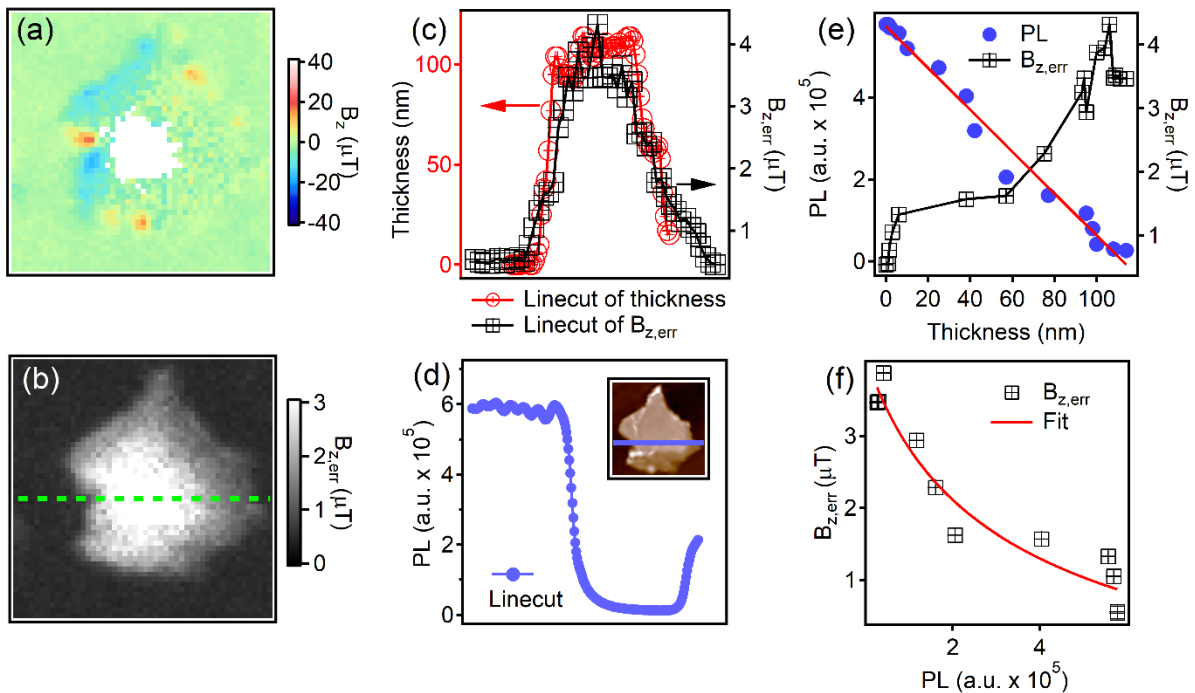 (a)
40
20
0
-20
-40
B_z (μT)
(b)
3
2
1
0
B_z,err (μT)
(c)
100
50
0
Thickness (nm)
4
3
2
1
B_z,err (μT)
Linecut of thickness
Linecut of B_z,err
(d)
6
4
2
0
PL (a.u. x 10^5)
Linecut
(e)
PL
B_z,err
4
2
0
PL (a.u. x 10^5)
4
3
2
1
B_z,err (μT)
0 20 40 60 80 100
Thickness (nm)
(f)
B_z,err
Fit
3
2
1
B_z,err (μT)
2 4
PL (a.u. x 10^5)